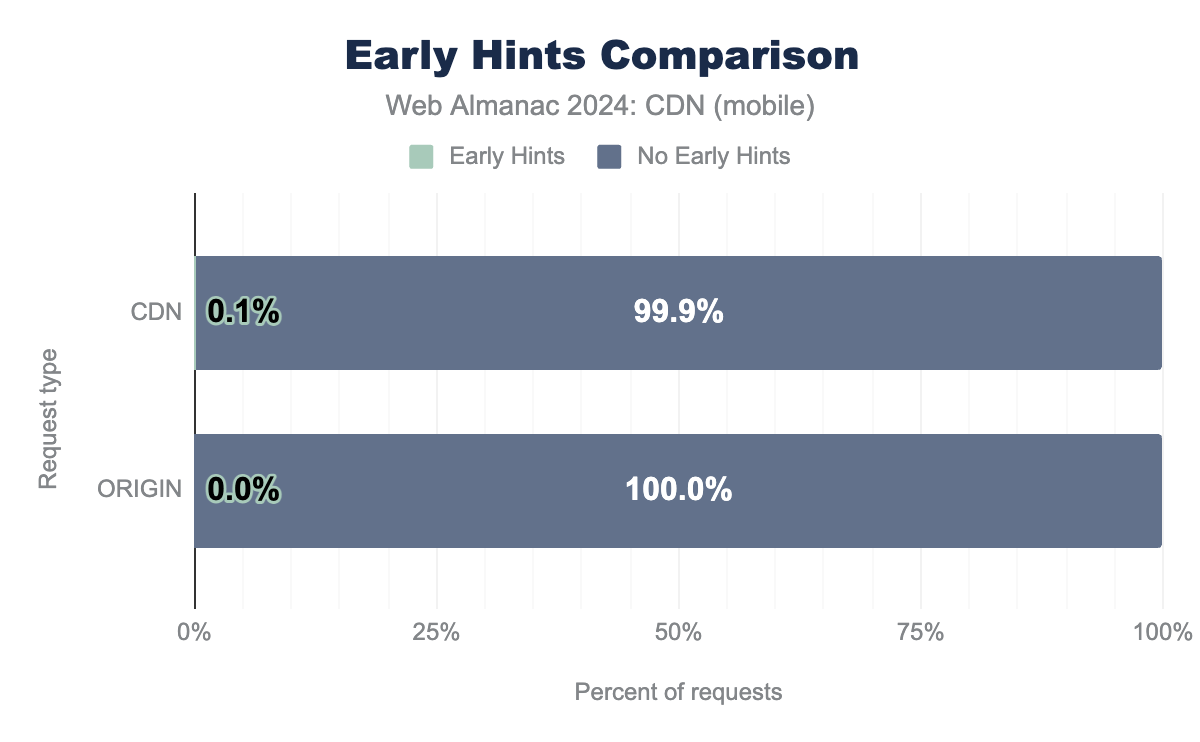 Early Hints Comparison
Web Almanac 2024: CDN (mobile)
Early Hints No Early Hints
Request type
CDN 0.1% 99.9%
ORIGIN 0.0% 100.0%
0% 25% 50% 75% 100%
Percent of requests